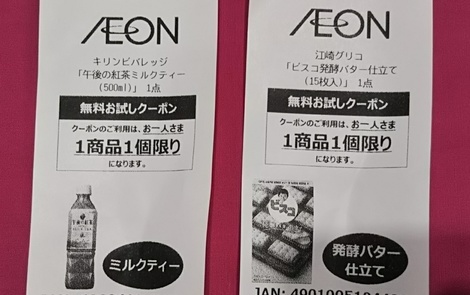 ÆON
キリンビバレッジ
「午後の紅茶ミルクティー
(500ml)」 1点
無料お試しクーポン
クーポンのご利用は、お一人さま
1商品1個限り
になります。
ミルクティー
ÆON
江崎グリコ
「ビスコ発酵バター仕立て
(15枚入)」 1点
無料お試しクーポン
クーポンのご利用は、お一人さま
1商品1個限り
になります。
ビスコ
発酵バター
仕立て